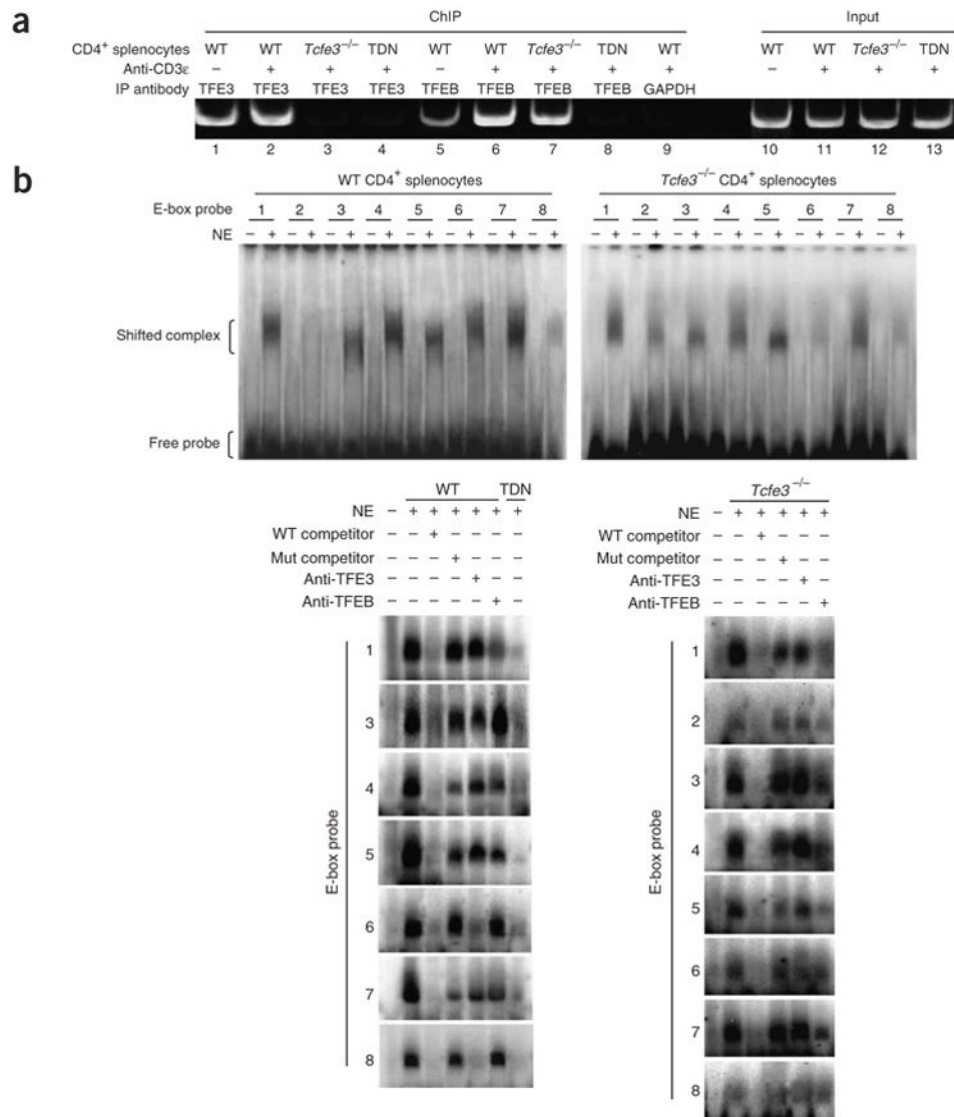 a
ChIP Input
CD4+ splenocytes WT WT Tcfe3−/− TDN WT WT Tcfe3−/− TDN WT WT WT Tcfe3−/− TDN
Anti-CD3ε − + + + − + + + + − + + +
IP antibody TFE3 TFE3 TFE3 TFE3 TFEB TFEB TFEB TFEB GAPDH
1 2 3 4 5 6 7 8 9 10 11 12 13
b
WT CD4+ splenocytes Tcfe3−/− CD4+ splenocytes
E-box probe 1 2 3 4 5 6 7 8 1 2 3 4 5 6 7 8
NE − + − + − + − + − + − + − + − + − + − + − + − + − + − + − + − +
Shifted complex
Free probe
WT TDN
NE − + + + + + +
WT competitor − − + − − − −
Mut competitor − − − + − − −
Anti-TFE3 − − − − + − −
Anti-TFEB − − − − − + −
E-box probe
1
3
4
5
6
7
8
Tcfe3−/−
NE − + + + + +
WT competitor − − + − − −
Mut competitor − − − + − −
Anti-TFE3 − − − − + −
Anti-TFEB − − − − − +
E-box probe
1
2
3
4
5
6
7
8